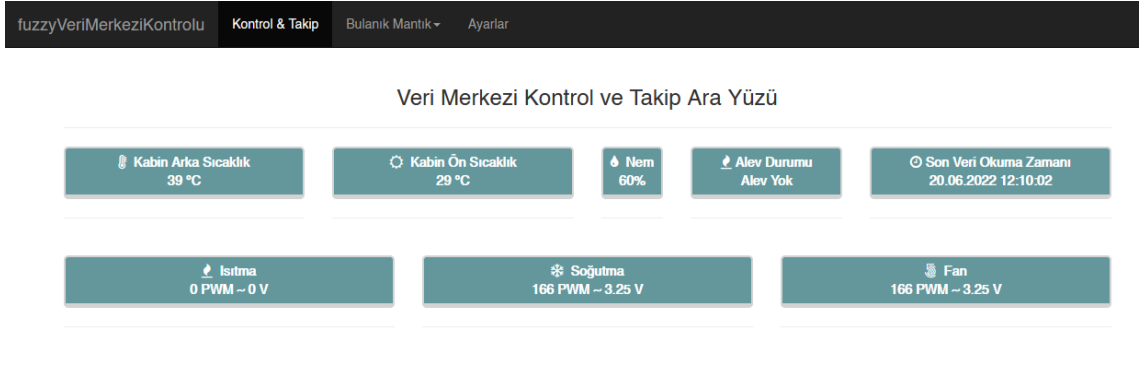 fuzzyVeriMerkeziKontrolu Kontrol & Takip Bulanık Mantık Ayarlar
Veri Merkezi Kontrol ve Takip Ara Yüzü
Kabin Arka Sıcaklık
39 ºC
Kabin Ön Sıcaklık
29 ºC
Nem
60%
Alev Durumu
Alev Yok
Son Veri Okuma Zamanı
20.06.2022 12:10:02
Isıtma
0 PWM ~ 0 V
Soğutma
166 PWM ~ 3.25 V
Fan
166 PWM ~ 3.25 V